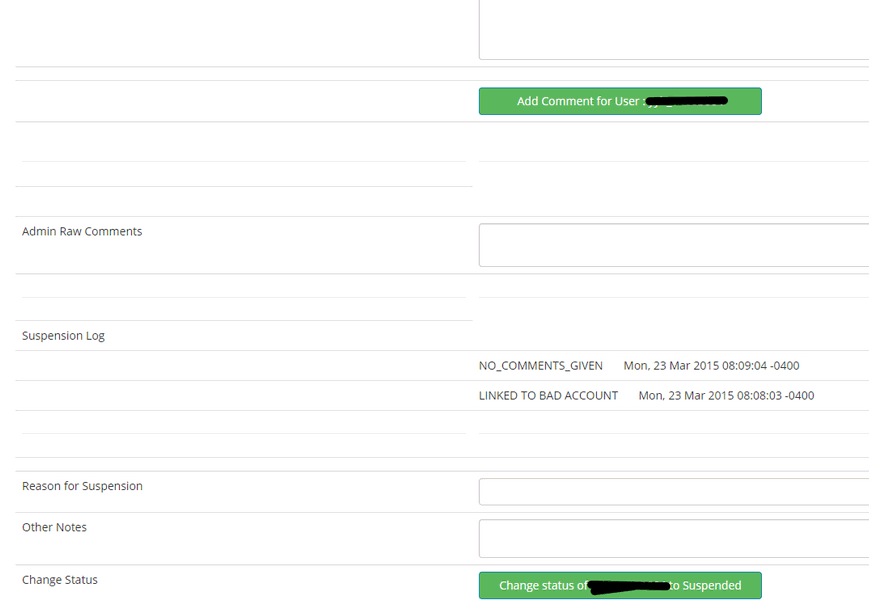 Add Comment for User :
Admin Raw Comments
Suspension Log
NO_COMMENTS_GIVEN Mon, 23 Mar 2015 08:09:04 -0400
LINKED TO BAD ACCOUNT Mon, 23 Mar 2015 08:08:03 -0400
Reason for Suspension
Other Notes
Change Status
Change status of to Suspended